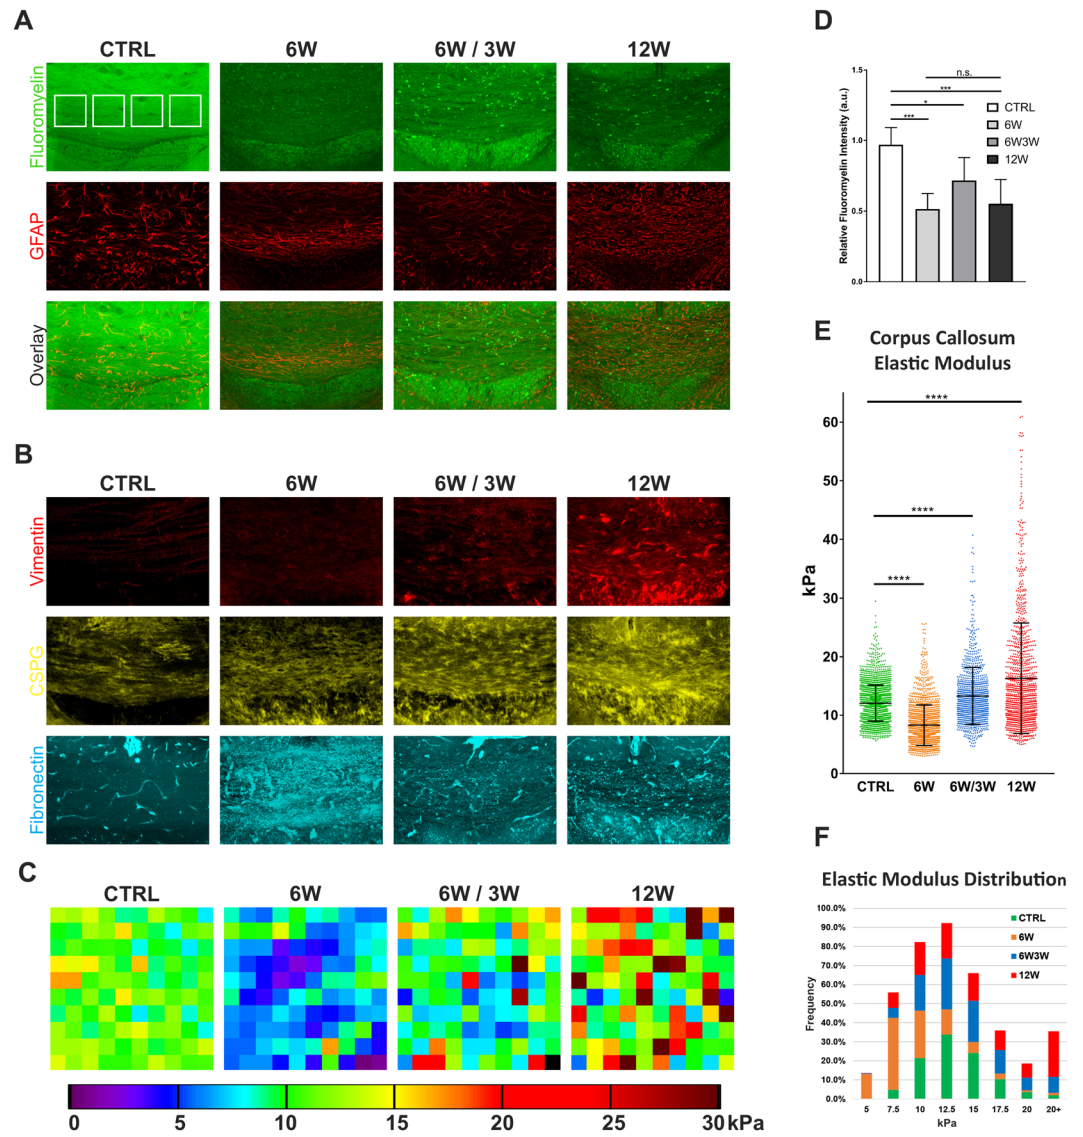 A
CTRL 6W 6W / 3W 12W
Fluoromyelin
GFAP
Overlay
B
CTRL 6W 6W / 3W 12W
Vimentin
CSPG
Fibronectin
C
CTRL 6W 6W / 3W 12W
0 5 10 15 20 25 30 kPa
D
Relative Fluoromyelin Intensity (a.u.)
1.5
1.0
0.5
0.0
n.s.
***
*
***
CTRL
6W
6W3W
12W
E
Corpus Callosum
Elastic Modulus
kPa
60
50
40
30
20
10
0
****
****
****
CTRL 6W 6W/3W 12W
F
Elastic Modulus Distribution
Frequency
100.0%
90.0%
80.0%
70.0%
60.0%
50.0%
40.0%
30.0%
20.0%
10.0%
0.0%
CTRL
6W
6W3W
12W
5 7.5 10 12.5 15 17.5 20 20+
kPa